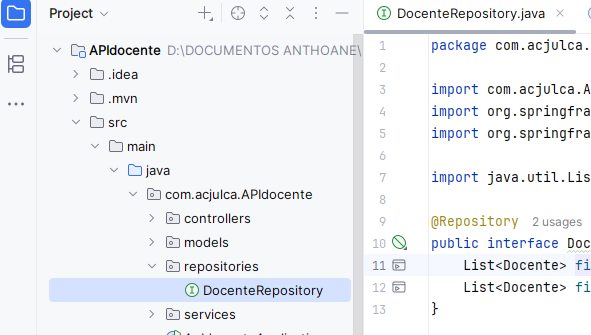 Project
APIdocente D:\DOCUMENTOS ANTHOANE\
.idea
.mvn
src
main
java
com.acjulca.APIdocente
controllers
models
repositories
DocenteRepository
services
DocenteRepository.java
1 package com.acjulca.
2
3 import com.acjulca.A
4 import org.springfra
5 import org.springfra
6
7 import java.util.Lis
8
9 @Repository 2 usages
10 public interface Doc
11 List<Docente> fi
12 List<Docente> fi
13 }